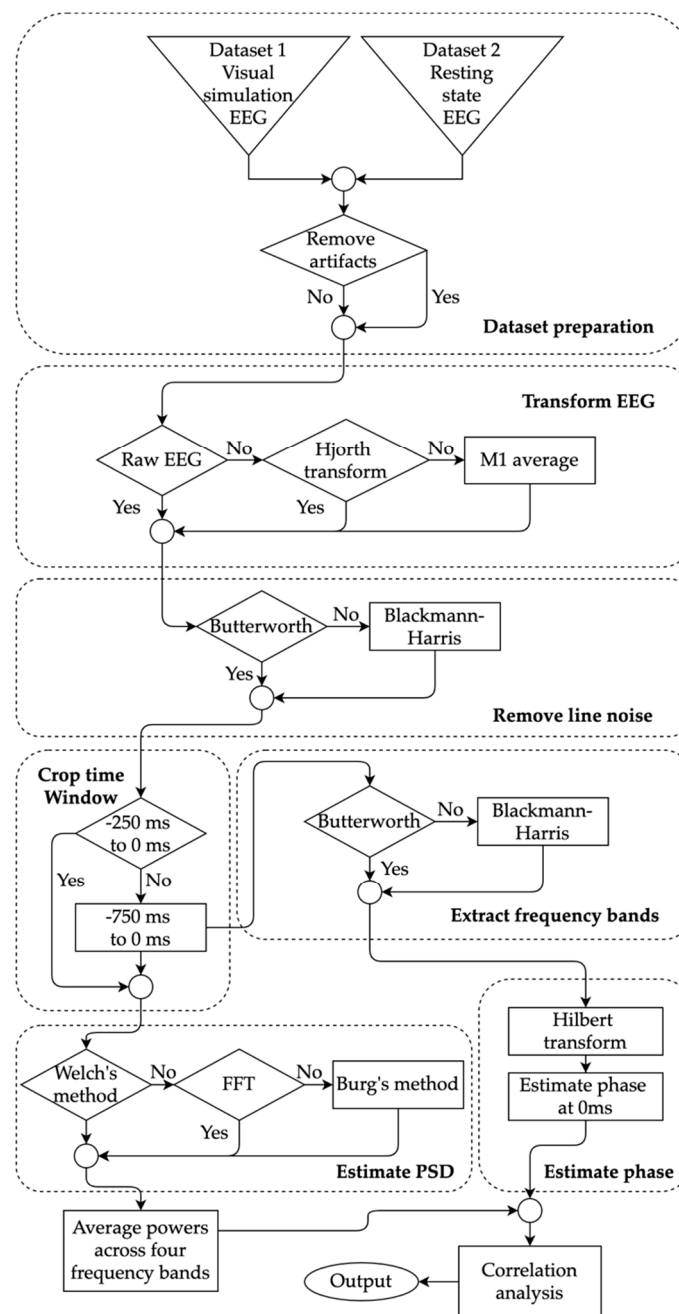 Dataset 1
Visual
simulation
EEG
Dataset 2
Resting
state
EEG
Remove
artifacts
No
Yes
Dataset preparation
Transform EEG
Raw EEG
No
Hjorth
transform
No
M1 average
Yes
Yes
Butterworth
No
Blackmann-
Harris
Yes
Remove line noise
Crop time
Window
-250 ms
to 0 ms
Yes
No
-750 ms
to 0 ms
Butterworth
No
Blackmann-
Harris
Yes
Extract frequency bands
Hilbert
transform
Estimate phase
at 0ms
Estimate phase
Welch's
method
No
FFT
No
Burg's method
Yes
Estimate PSD
Average powers
across four
frequency bands
Output
Correlation
analysis